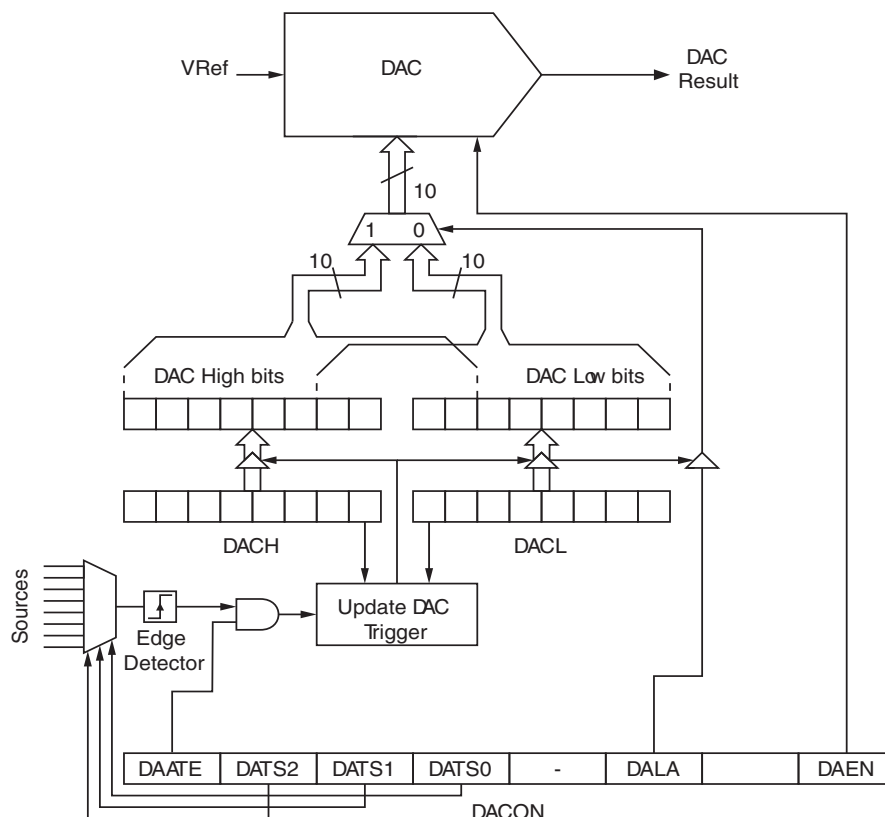 DAC
VRef
DAC
Result
10
1 0
10
10
DAC High bits
DAC Low bits
DACH
DACL
Sources
Edge
Detector
Update DAC
Trigger
DAATE DATS2 DATS1 DATS0 - DALA DAEN
DACON